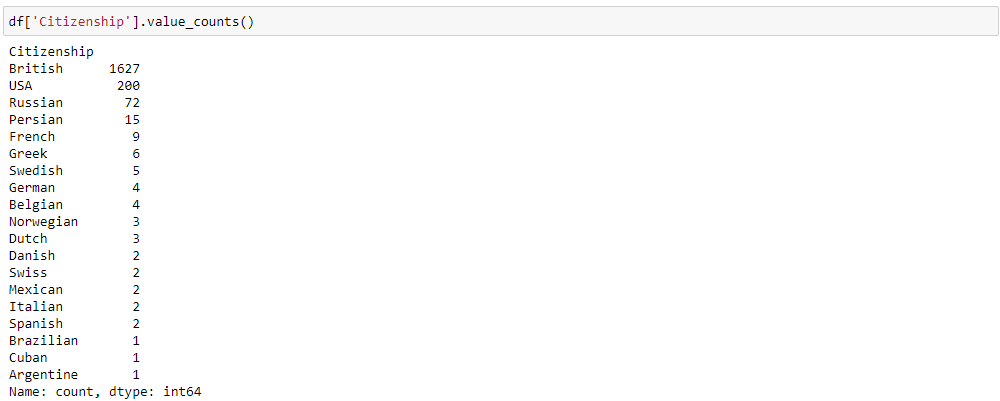 df['Citizenship'].value_counts()
Citizenship
British      1627
USA           200
Russian        72
Persian        15
French          9
Greek           6
Swedish         5
German          4
Belgian         4
Norwegian       3
Dutch           3
Danish          2
Swiss           2
Mexican         2
Italian         2
Spanish         2
Brazilian       1
Cuban           1
Argentine       1
Name: count, dtype: int64